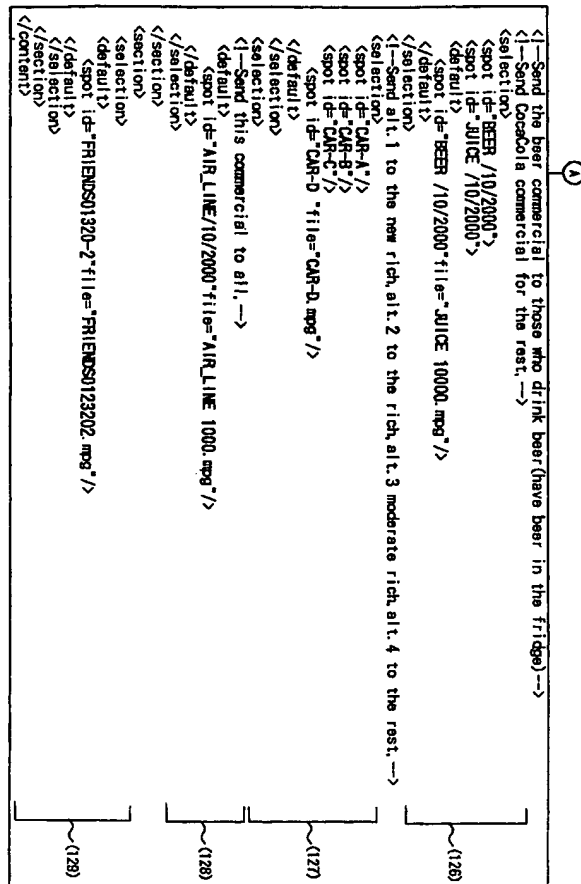 A
<!—Send the beer commercial to those who drink beer(have beer in the fridge)—>
<!—Send CocaCola commercial for the rest.—>
<selection>
<spot id="BEER /10/2000">
<spot id="JUICE /10/2000">
<default>
<spot id="BEER /10/2000"file="JUICE 10000.mpg"/>
</default>
</selection>
(126)
<!—Send alt.1 to the new rich,alt.2 to the rich,alt.3 moderate rich,alt.4 to the rest.—>
<selection>
<spot id="CAR-A"/>
<spot id="CAR-B"/>
<spot id="CAR-C"/>
<spot id="CAR-D "file="CAR-D.mpg"/>
</default>
</selection>
<selection>
(127)
<!—Send this commercial to all.—>
<default>
<spot id="AIR_LINE/10/2000"file="AIR_LINE 1000.mpg"/>
</default>
</selection>
</section>
(128)
<section>
<selection>
<default>
<spot id="FRIENDS01320-2"file="FRIENDS0123202.mpg"/>
</default>
</selection>
</section>
</content>
(129)